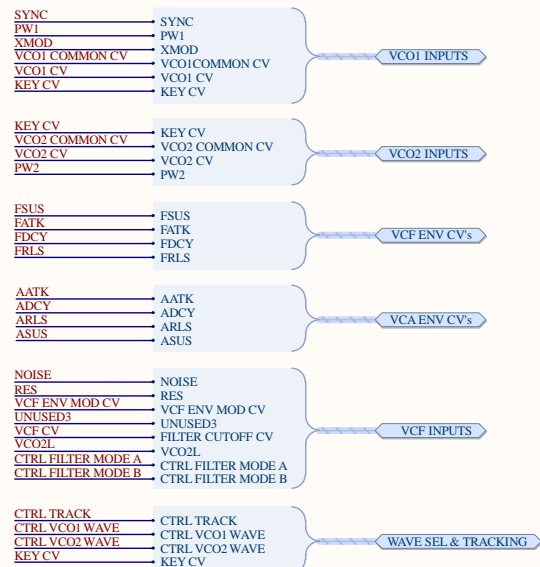 SYNC
PW1
XMOD
VCO1 COMMON CV
VCO1 CV
KEY CV
SYNC
PW1
XMOD
VCO1COMMON CV
VCO1 CV
KEY CV
VCO1 INPUTS
KEY CV
VCO2 COMMON CV
VCO2 CV
PW2
KEY CV
VCO2 COMMON CV
VCO2 CV
PW2
VCO2 INPUTS
FSUS
FATK
FDCY
FRLS
FSUS
FATK
FDCY
FRLS
VCF ENV CV's
AATK
ADCY
ARLS
ASUS
AATK
ADCY
ARLS
ASUS
VCA ENV CV's
NOISE
RES
VCF ENV MOD CV
UNUSED3
VCF CV
VCO2L
CTRL FILTER MODE A
CTRL FILTER MODE B
NOISE
RES
VCF ENV MOD CV
UNUSED3
FILTER CUTOFF CV
VCO2L
CTRL FILTER MODE A
CTRL FILTER MODE B
VCF INPUTS
CTRL TRACK
CTRL VCO1 WAVE
CTRL VCO2 WAVE
KEY CV
CTRL TRACK
CTRL VCO1 WAVE
CTRL VCO2 WAVE
KEY CV
WAVE SEL & TRACKING